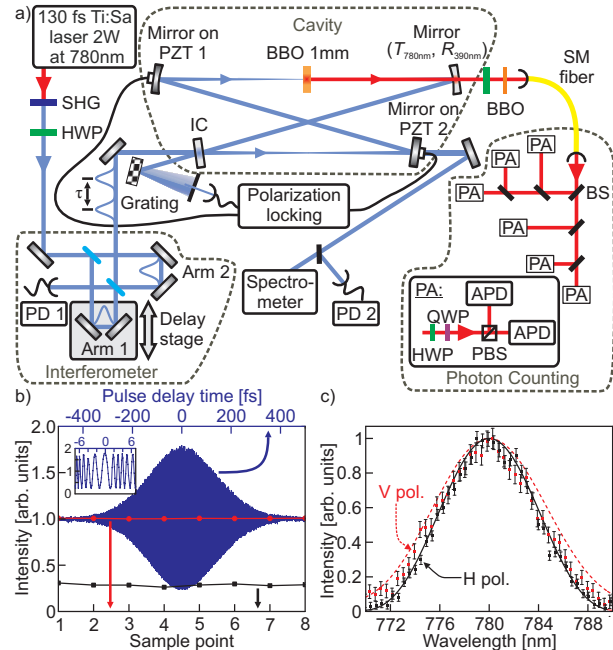 a)
130 fs Ti:Sa
laser 2W
at 780nm
SHG
HWP
Cavity
Mirror on
PZT 1
BBO 1mm
Mirror
(T780nm, R390nm)
SM
fiber
BBO
Mirror on
PZT 2
IC
τ
Grating
Polarization
locking
PA
PA
PA
BS
PA
PA
PA
Arm 2
PD 1
Arm 1
Delay
stage
Interferometer
Spectro-
meter
PD 2
PA:
APD
QWP
APD
HWP
PBS
Photon Counting
b)
Pulse delay time [fs]
-400 -200 0 200 400
2.0
1.5
1.0
0.5
0
Intensity [arb. units]
2
1
0
-6 0 6
1 2 3 4 5 6 7 8
Sample point
c)
1
0.8
0.6
0.4
0.2
0
Intensity [arb. units]
V pol.
H pol.
772 776 780 784 788
Wavelength [nm]